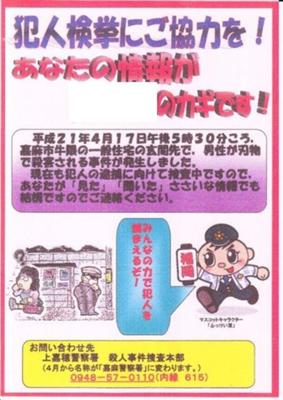 犯人検挙にご協力を!
あなたの情報が
のカギです!
平成21年4月17日午後5時30分ころ、
嘉麻市牛隈の一般住宅の玄関先で、男性が刃物
で殺害される事件が発生しました。
現在も犯人の逮捕に向けて捜査中ですので、
あなたが「見た」「聞いた」ささいな情報でも
結構ですのでご連絡ください。
みんなの力で犯人を
捕まえるぞ!
福岡
マスコットキャラクター
「ふっけい君」
お問い合わせ先
上嘉穂警察署 殺人事件捜査本部
(4月から名称が「嘉麻警察署」に変わります。)
0948-57-0110(内線 615)